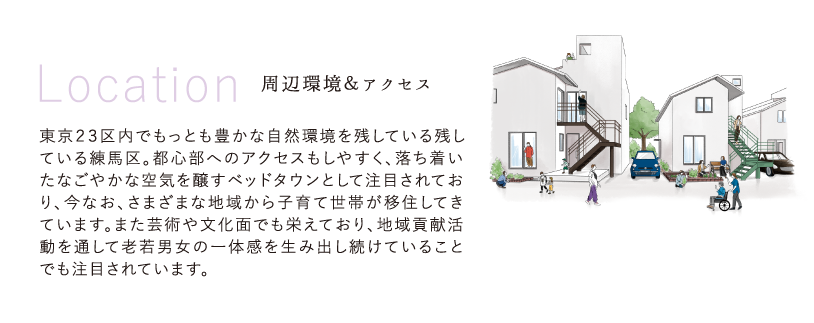 Location 周辺環境&アクセス
東京23区内でもっとも豊かな自然環境を残している残し
ている練馬区。都心部へのアクセスもしやすく、落ち着い
たなごやかな空気を醸すベッドタウンとして注目されてお
り、今なお、さまざまな地域から子育て世帯が移住してき
ています。また芸術や文化面でも栄えており、地域貢献活
動を通して老若男女の一体感を生み出し続けていること
でも注目されています。